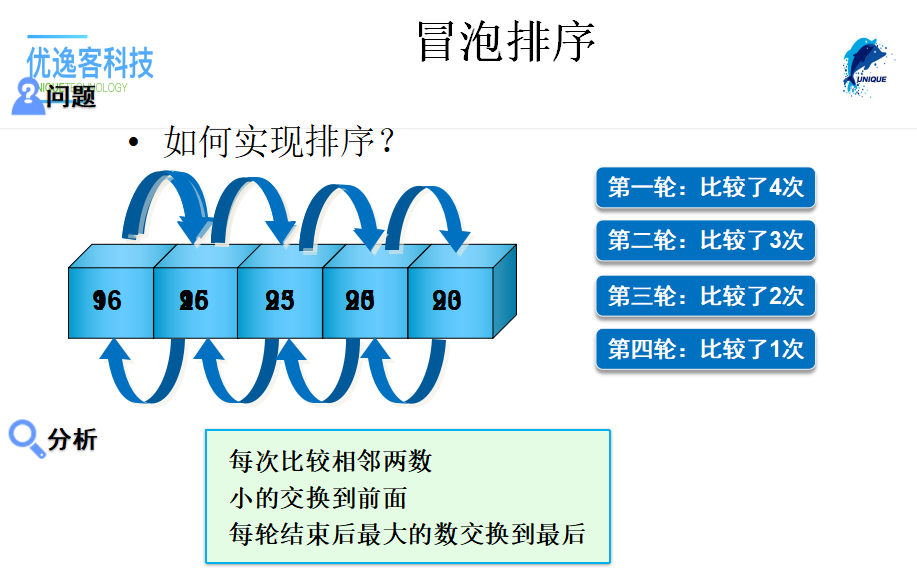 冒泡排序
优逸客科技
UNIQUE
问题
• 如何实现排序?
第一轮：比较了4次
第二轮：比较了3次
第三轮：比较了2次
第四轮：比较了1次
分析
每次比较相邻两数
小的交换到前面
每轮结束后最大的数交换到最后